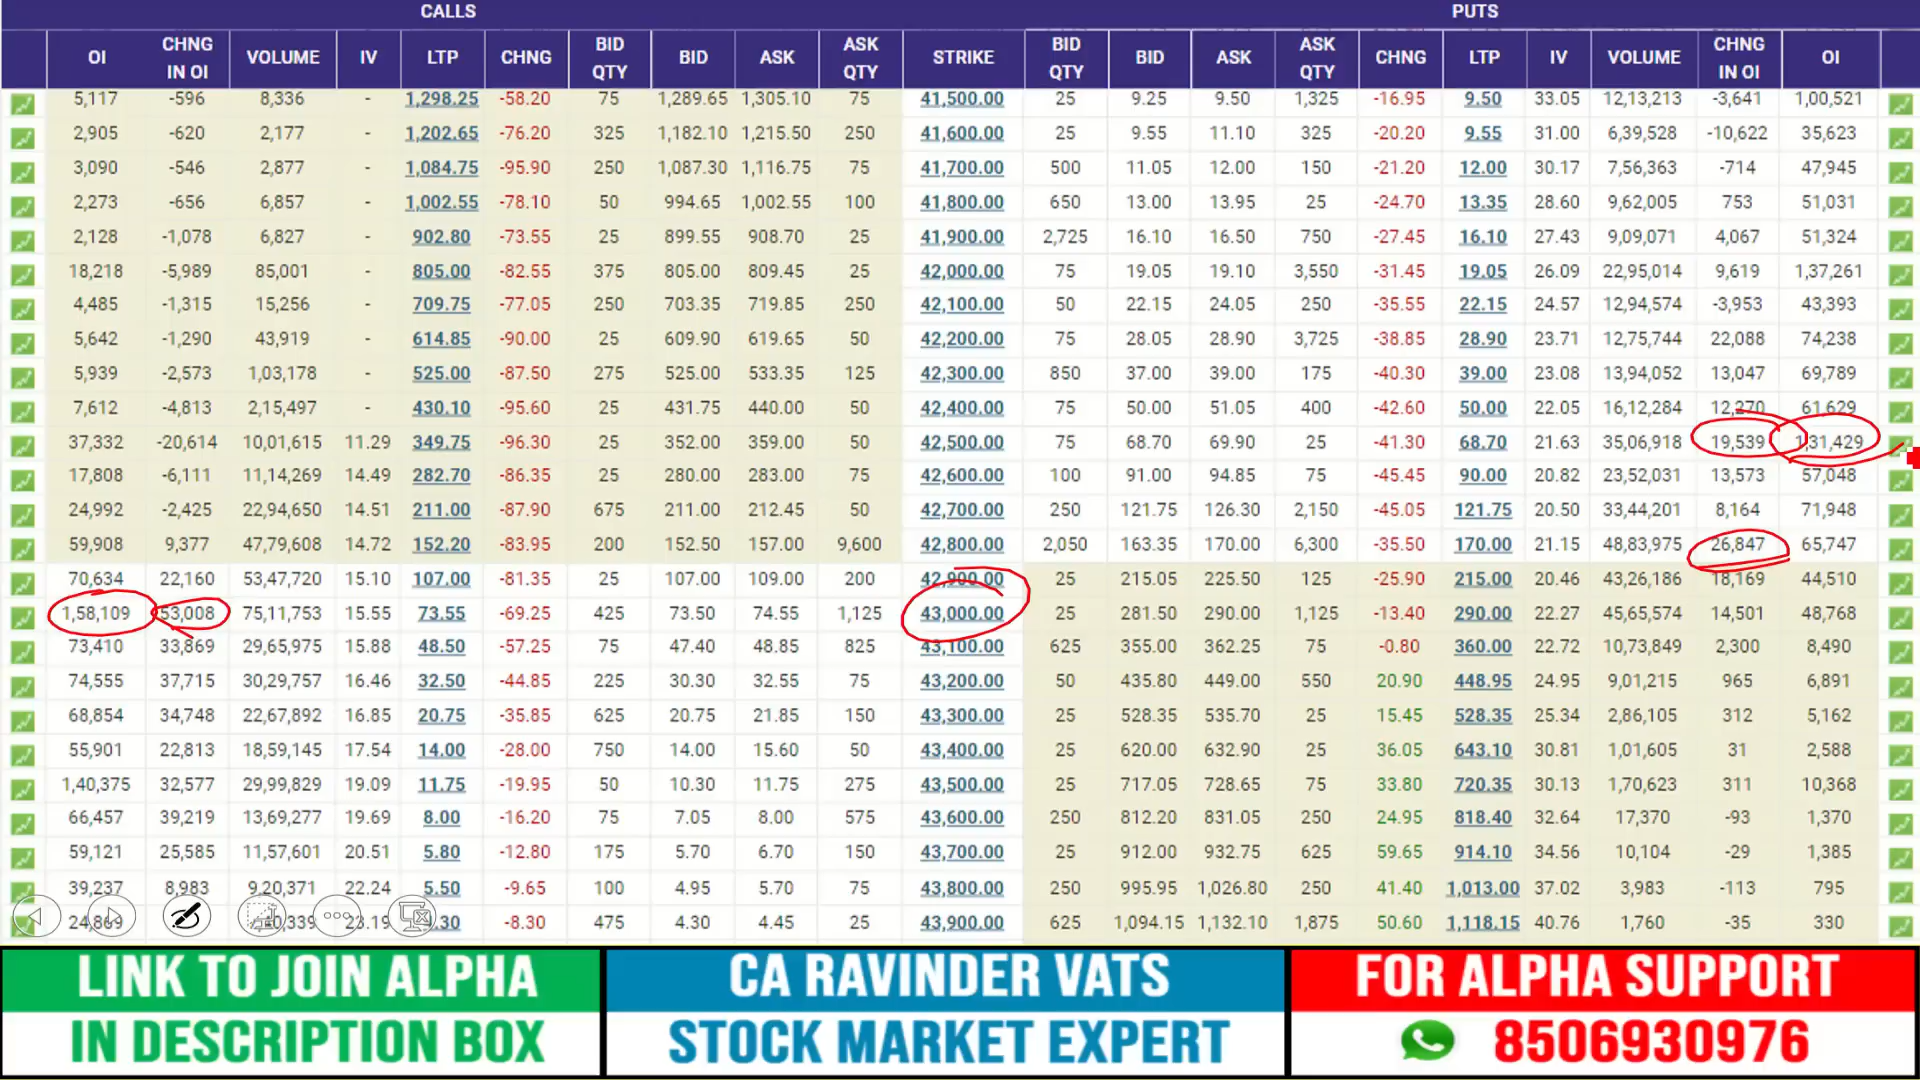 CALLS PUTS
OI CHNG IN OI VOLUME IV LTP CHNG BID QTY BID ASK ASK QTY STRIKE BID QTY BID ASK ASK QTY CHNG LTP IV VOLUME CHNG IN OI OI
5,117 -596 8,336 - 1,298.25 -58.20 75 1,289.65 1,305.10 75 41,500.00 25 9.25 9.50 1,325 -16.95 9.50 33.05 12,13,213 -3,641 1,00,521
2,905 -620 2,177 - 1,202.65 -76.20 325 1,182.10 1,215.50 250 41,600.00 25 9.55 11.10 325 -20.20 9.55 31.00 6,39,528 -10,622 35,623
3,090 -546 2,877 - 1,084.75 -95.90 250 1,087.30 1,116.75 75 41,700.00 500 11.05 12.00 150 -21.20 12.00 30.17 7,56,363 -714 47,945
2,273 -656 6,857 - 1,002.55 -78.10 50 994.65 1,002.55 100 41,800.00 650 13.00 13.95 25 -24.70 13.35 28.60 9,62,005 753 51,031
2,128 -1,078 6,827 - 902.80 -73.55 25 899.55 908.70 25 41,900.00 2,725 16.10 16.50 750 -27.45 16.10 27.43 9,09,071 4,067 51,324
18,218 -5,989 85,001 - 805.00 -82.55 375 805.00 809.45 25 42,000.00 75 19.05 19.10 3,550 -31.45 19.05 26.09 22,95,014 9,619 1,37,261
4,485 -1,315 15,256 - 709.75 -77.05 250 703.35 719.85 250 42,100.00 50 22.15 24.05 250 -35.55 22.15 24.57 12,94,574 -3,953 43,393
5,642 -1,290 43,919 - 614.85 -90.00 250 609.90 619.65 50 42,200.00 75 28.05 28.90 3,725 -38.85 28.90 23.71 12,75,744 22,088 74,238
5,939 -2,573 1,03,178 - 525.00 -87.50 275 525.00 533.35 125 42,300.00 850 37.00 39.00 175 -40.30 39.00 23.08 13,94,052 13,047 69,789
7,612 -4,813 2,15,497 - 430.10 -95.60 25 431.75 440.00 50 42,400.00 75 50.00 51.05 400 -42.60 50.00 22.05 16,12,284 12,270 61,629
37,332 -20,614 10,01,615 11.29 349.75 -96.30 25 352.00 359.00 50 42,500.00 75 68.70 69.90 25 -41.30 68.70 21.63 35,06,918 19,539 1,31,429
17,808 -6,111 11,14,269 14.49 282.70 -86.35 25 280.00 283.00 75 42,600.00 100 91.00 94.85 75 -45.45 90.00 20.82 23,52,031 13,573 57,048
24,992 -2,425 22,94,650 14.51 211.00 -87.90 675 211.00 212.45 50 42,700.00 250 121.75 126.30 2,150 -45.05 121.75 20.50 33,44,201 8,164 71,948
59,908 9,377 47,79,608 14.72 152.20 -83.95 200 152.50 157.00 9,600 42,800.00 2,050 163.35 170.00 6,300 -35.50 170.00 21.15 48,83,975 26,847 65,747
70,634 22,160 53,47,720 15.10 107.00 -81.35 25 107.00 109.00 200 42,900.00 25 215.05 225.50 125 -25.90 215.00 20.46 43,26,186 18,169 44,510
1,58,109 53,008 75,11,753 15.55 73.55 -69.25 425 73.50 74.55 1,125 43,000.00 25 281.50 290.00 1,125 -13.40 290.00 22.27 45,65,574 14,501 48,768
73,410 33,869 29,65,975 15.88 48.50 -57.25 75 47.40 48.85 825 43,100.00 625 355.00 362.25 75 -0.80 360.00 22.72 10,73,849 2,300 8,490
74,555 37,715 30,29,757 16.46 32.50 -44.85 225 30.30 32.55 75 43,200.00 50 435.80 449.00 550 20.90 448.95 24.95 9,01,215 965 6,891
68,854 34,748 22,67,892 16.85 20.75 -35.85 625 20.75 21.85 150 43,300.00 25 528.35 535.70 25 15.45 528.35 25.34 2,86,105 312 5,162
55,901 22,813 18,59,145 17.54 14.00 -28.00 750 14.00 15.60 50 43,400.00 25 620.00 632.90 25 36.05 643.10 30.81 1,01,605 31 2,588
1,40,375 32,577 29,99,829 19.09 11.75 -19.95 50 10.30 11.75 275 43,500.00 25 717.05 728.65 75 33.80 720.35 30.13 1,70,623 311 10,368
66,457 39,219 13,69,277 19.69 8.00 -16.20 75 7.05 8.00 575 43,600.00 250 812.20 831.05 250 24.95 818.40 32.64 17,370 -93 1,370
59,121 25,585 11,57,601 20.51 5.80 -12.80 175 5.70 6.70 150 43,700.00 25 912.00 932.75 625 59.65 914.10 34.56 10,104 -29 1,385
39,237 8,983 9,20,371 22.24 5.50 -9.65 100 4.95 5.70 75 43,800.00 250 995.95 1,026.80 250 41.40 1,013.00 37.02 3,983 -113 795
24,869 23.19 -8.30 475 4.30 4.45 25 43,900.00 625 1,094.15 1,132.10 1,875 50.60 1,118.15 40.76 1,760 -35 330
LINK TO JOIN ALPHA
IN DESCRIPTION BOX
CA RAVINDER VATS
STOCK MARKET EXPERT
FOR ALPHA SUPPORT
8506930976